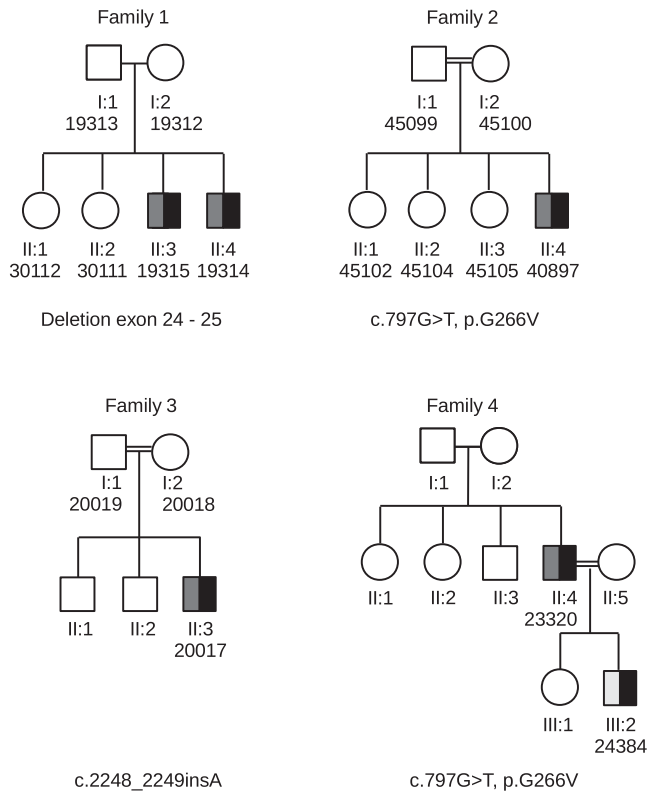 Family 1
I:1 I:2
19313 19312
II:1 II:2 II:3 II:4
30112 30111 19315 19314
Deletion exon 24 - 25
Family 2
I:1 I:2
45099 45100
II:1 II:2 II:3 II:4
45102 45104 45105 40897
c.797G>T, p.G266V
Family 3
I:1 I:2
20019 20018
II:1 II:2 II:3
20017
c.2248_2249insA
Family 4
I:1 I:2
II:1 II:2 II:3 II:4 II:5
23320
III:1 III:2
24384
c.797G>T, p.G266V